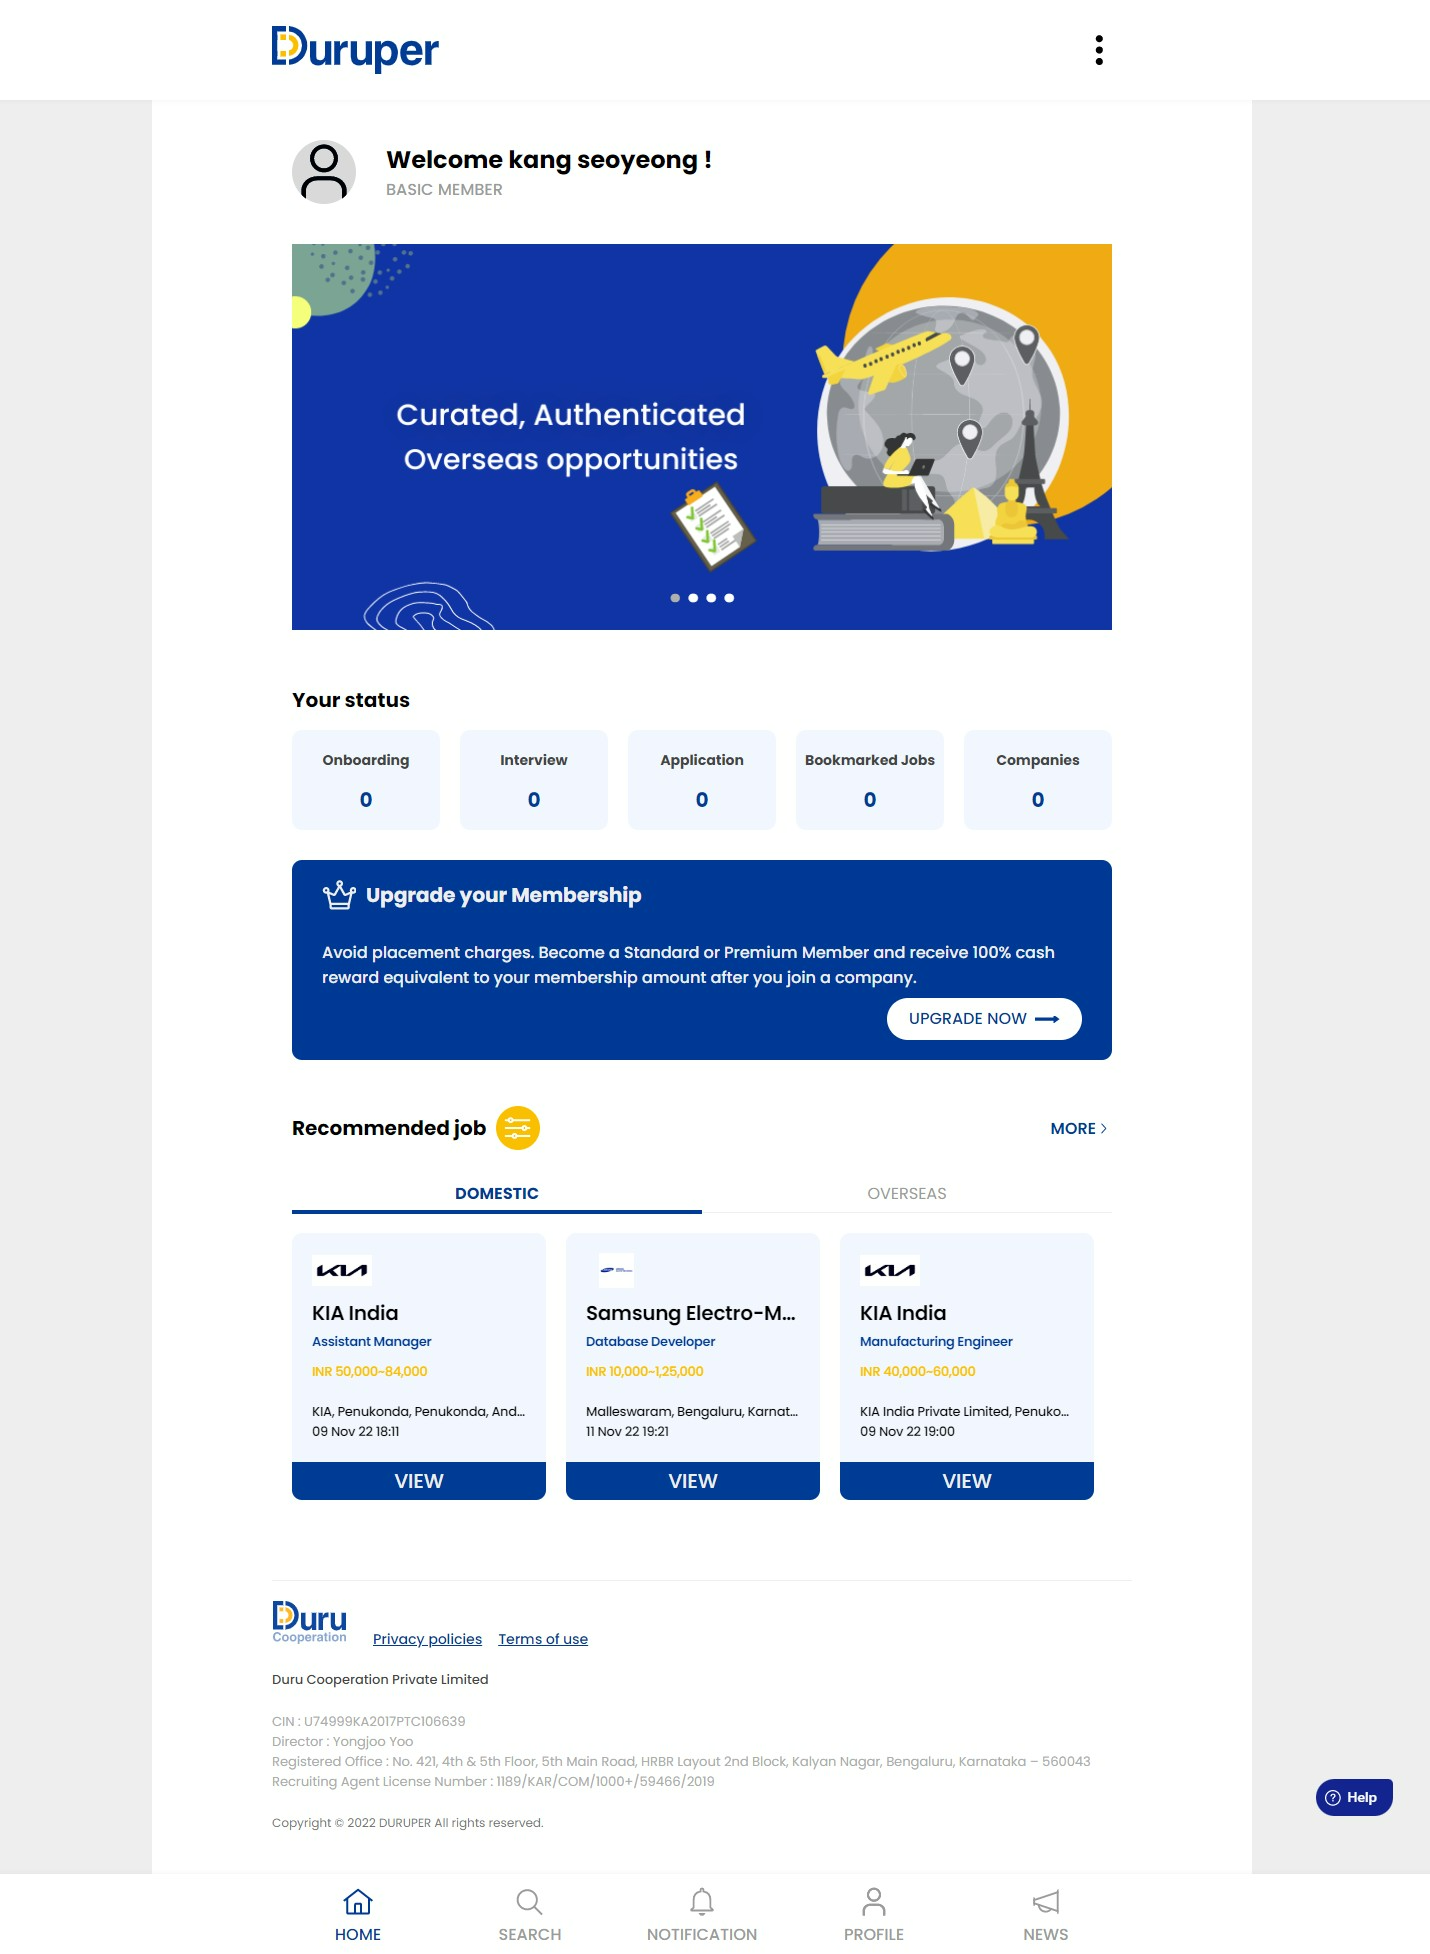 Duruper
Welcome kang seoyeong !
BASIC MEMBER
Curated, Authenticated
Overseas opportunities
Your status
Onboarding
0
Interview
0
Application
0
Bookmarked Jobs
0
Companies
0
Upgrade your Membership
Avoid placement charges. Become a Standard or Premium Member and receive 100% cash
reward equivalent to your membership amount after you join a company.
UPGRADE NOW
Recommended job
MORE
DOMESTIC
OVERSEAS
KIA
KIA India
Assistant Manager
INR 50,000~84,000
KIA, Penukonda, Penukonda, And...
09 Nov 22 18:11
VIEW
Samsung Electro-M...
Database Developer
INR 10,000~1,25,000
Malleswaram, Bengaluru, Karnat...
11 Nov 22 19:21
VIEW
KIA
KIA India
Manufacturing Engineer
INR 40,000~60,000
KIA India Private Limited, Penuko...
09 Nov 22 19:00
VIEW
Duru
Cooperation
Privacy policies
Terms of use
Duru Cooperation Private Limited
CIN : U74999KA2017PTC106639
Director : Yongjoo Yoo
Registered Office : No. 421, 4th & 5th Floor, 5th Main Road, HRBR Layout 2nd Block, Kalyan Nagar, Bengaluru, Karnataka – 560043
Recruiting Agent License Number : 1189/KAR/COM/1000+/59466/2019
Copyright © 2022 DURUPER All rights reserved.
Help
HOME
SEARCH
NOTIFICATION
PROFILE
NEWS